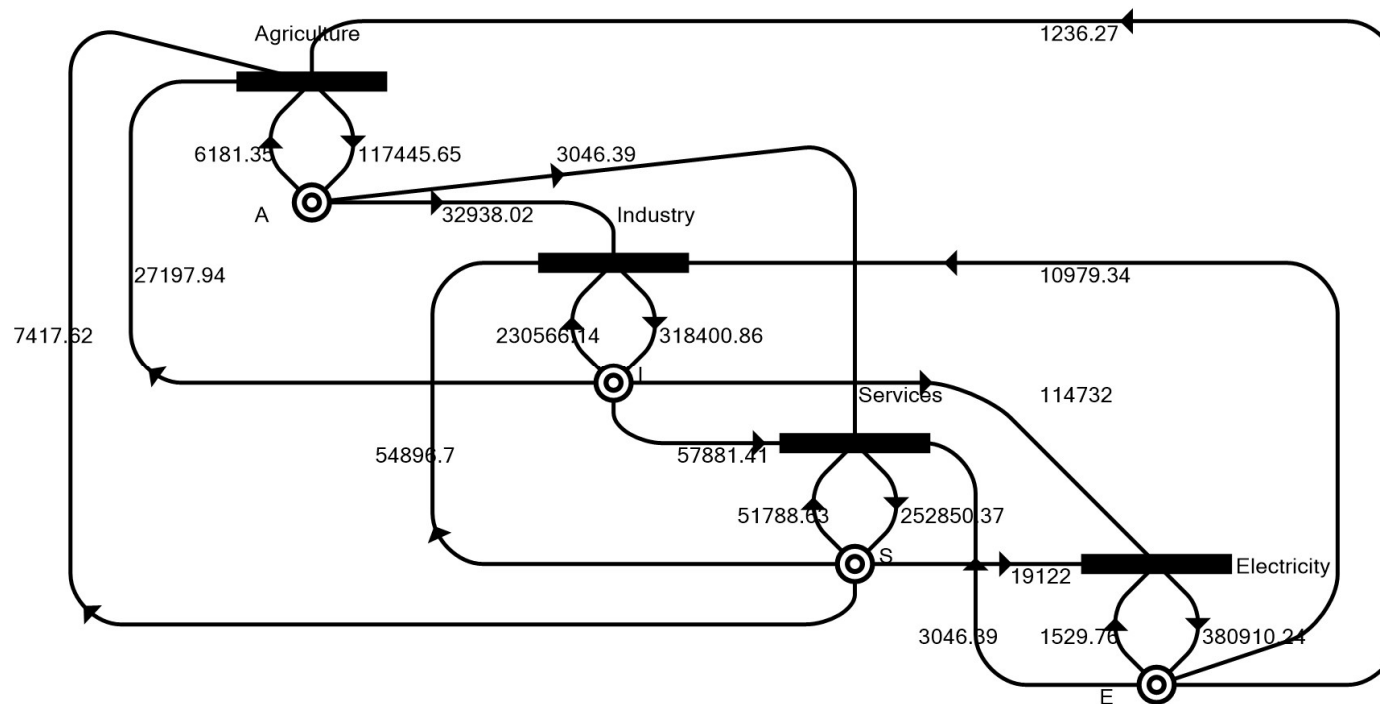 Agriculture
1236.27
6181.35
117445.65
3046.39
A
32938.02
Industry
27197.94
10979.34
7417.62
230566.14
318400.86
I
Services
114732
54896.7
57881.41
51788.63
252850.37
S
19122
Electricity
3046.39
1529.76
380910.24
E